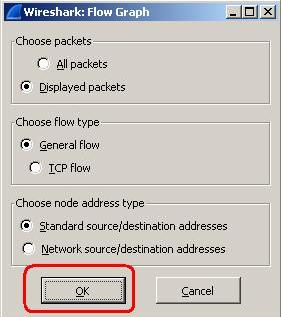 Wireshark: Flow Graph
Choose packets
All packets
Displayed packets
Choose flow type
General flow
TCP flow
Choose node address type
Standard source/destination addresses
Network source/destination addresses
OK
Cancel